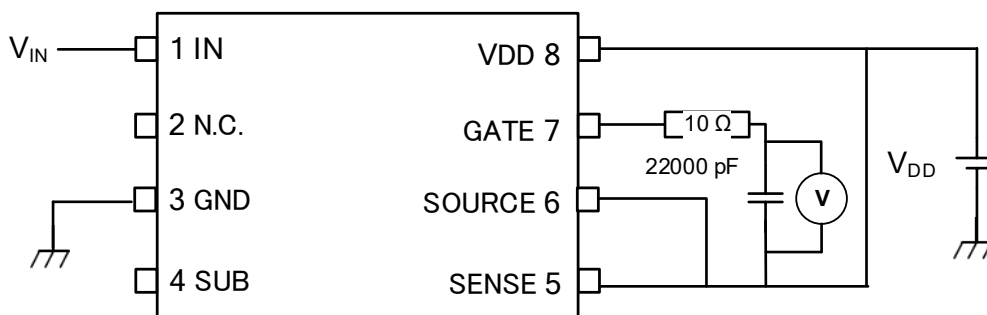 V_IN
1 IN
2 N.C.
3 GND
4 SUB
VDD 8
GATE 7
SOURCE 6
SENSE 5
10 Ω
22000 pF
V
V_DD